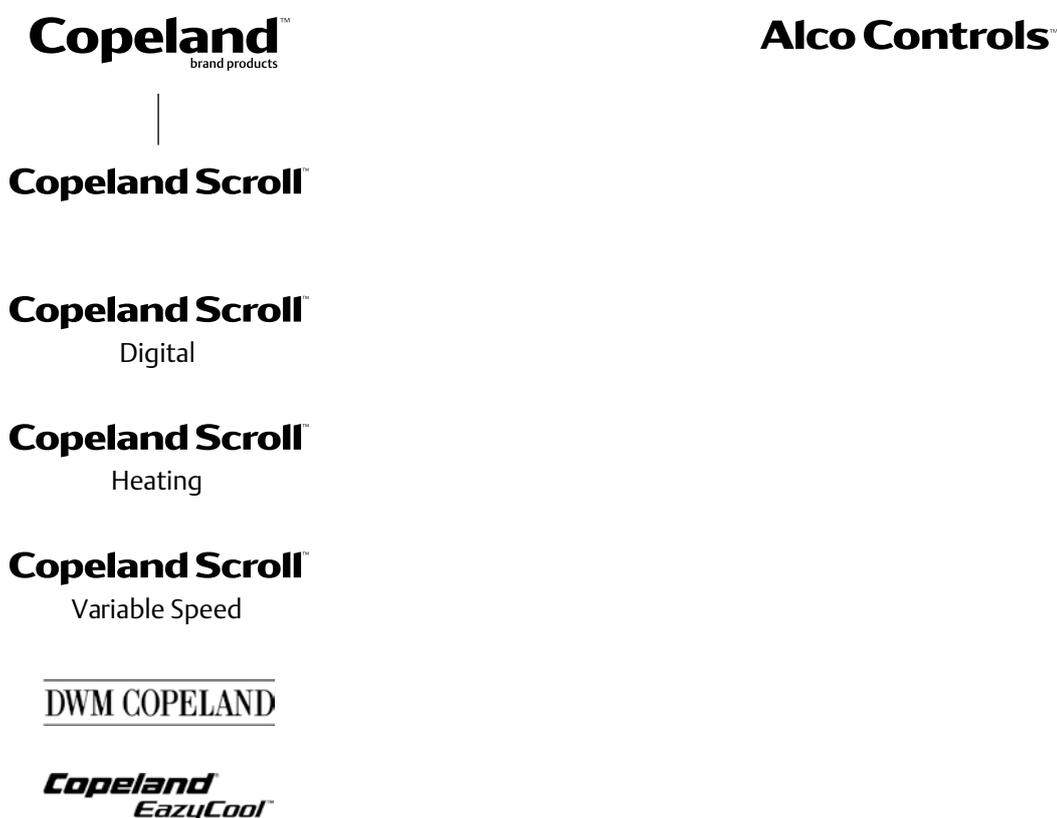 Copeland™
brand products
Alco Controls™
Copeland Scroll™
Copeland Scroll™
Digital
Copeland Scroll™
Heating
Copeland Scroll™
Variable Speed
DWM COPELAND
Copeland®
EazyCool™